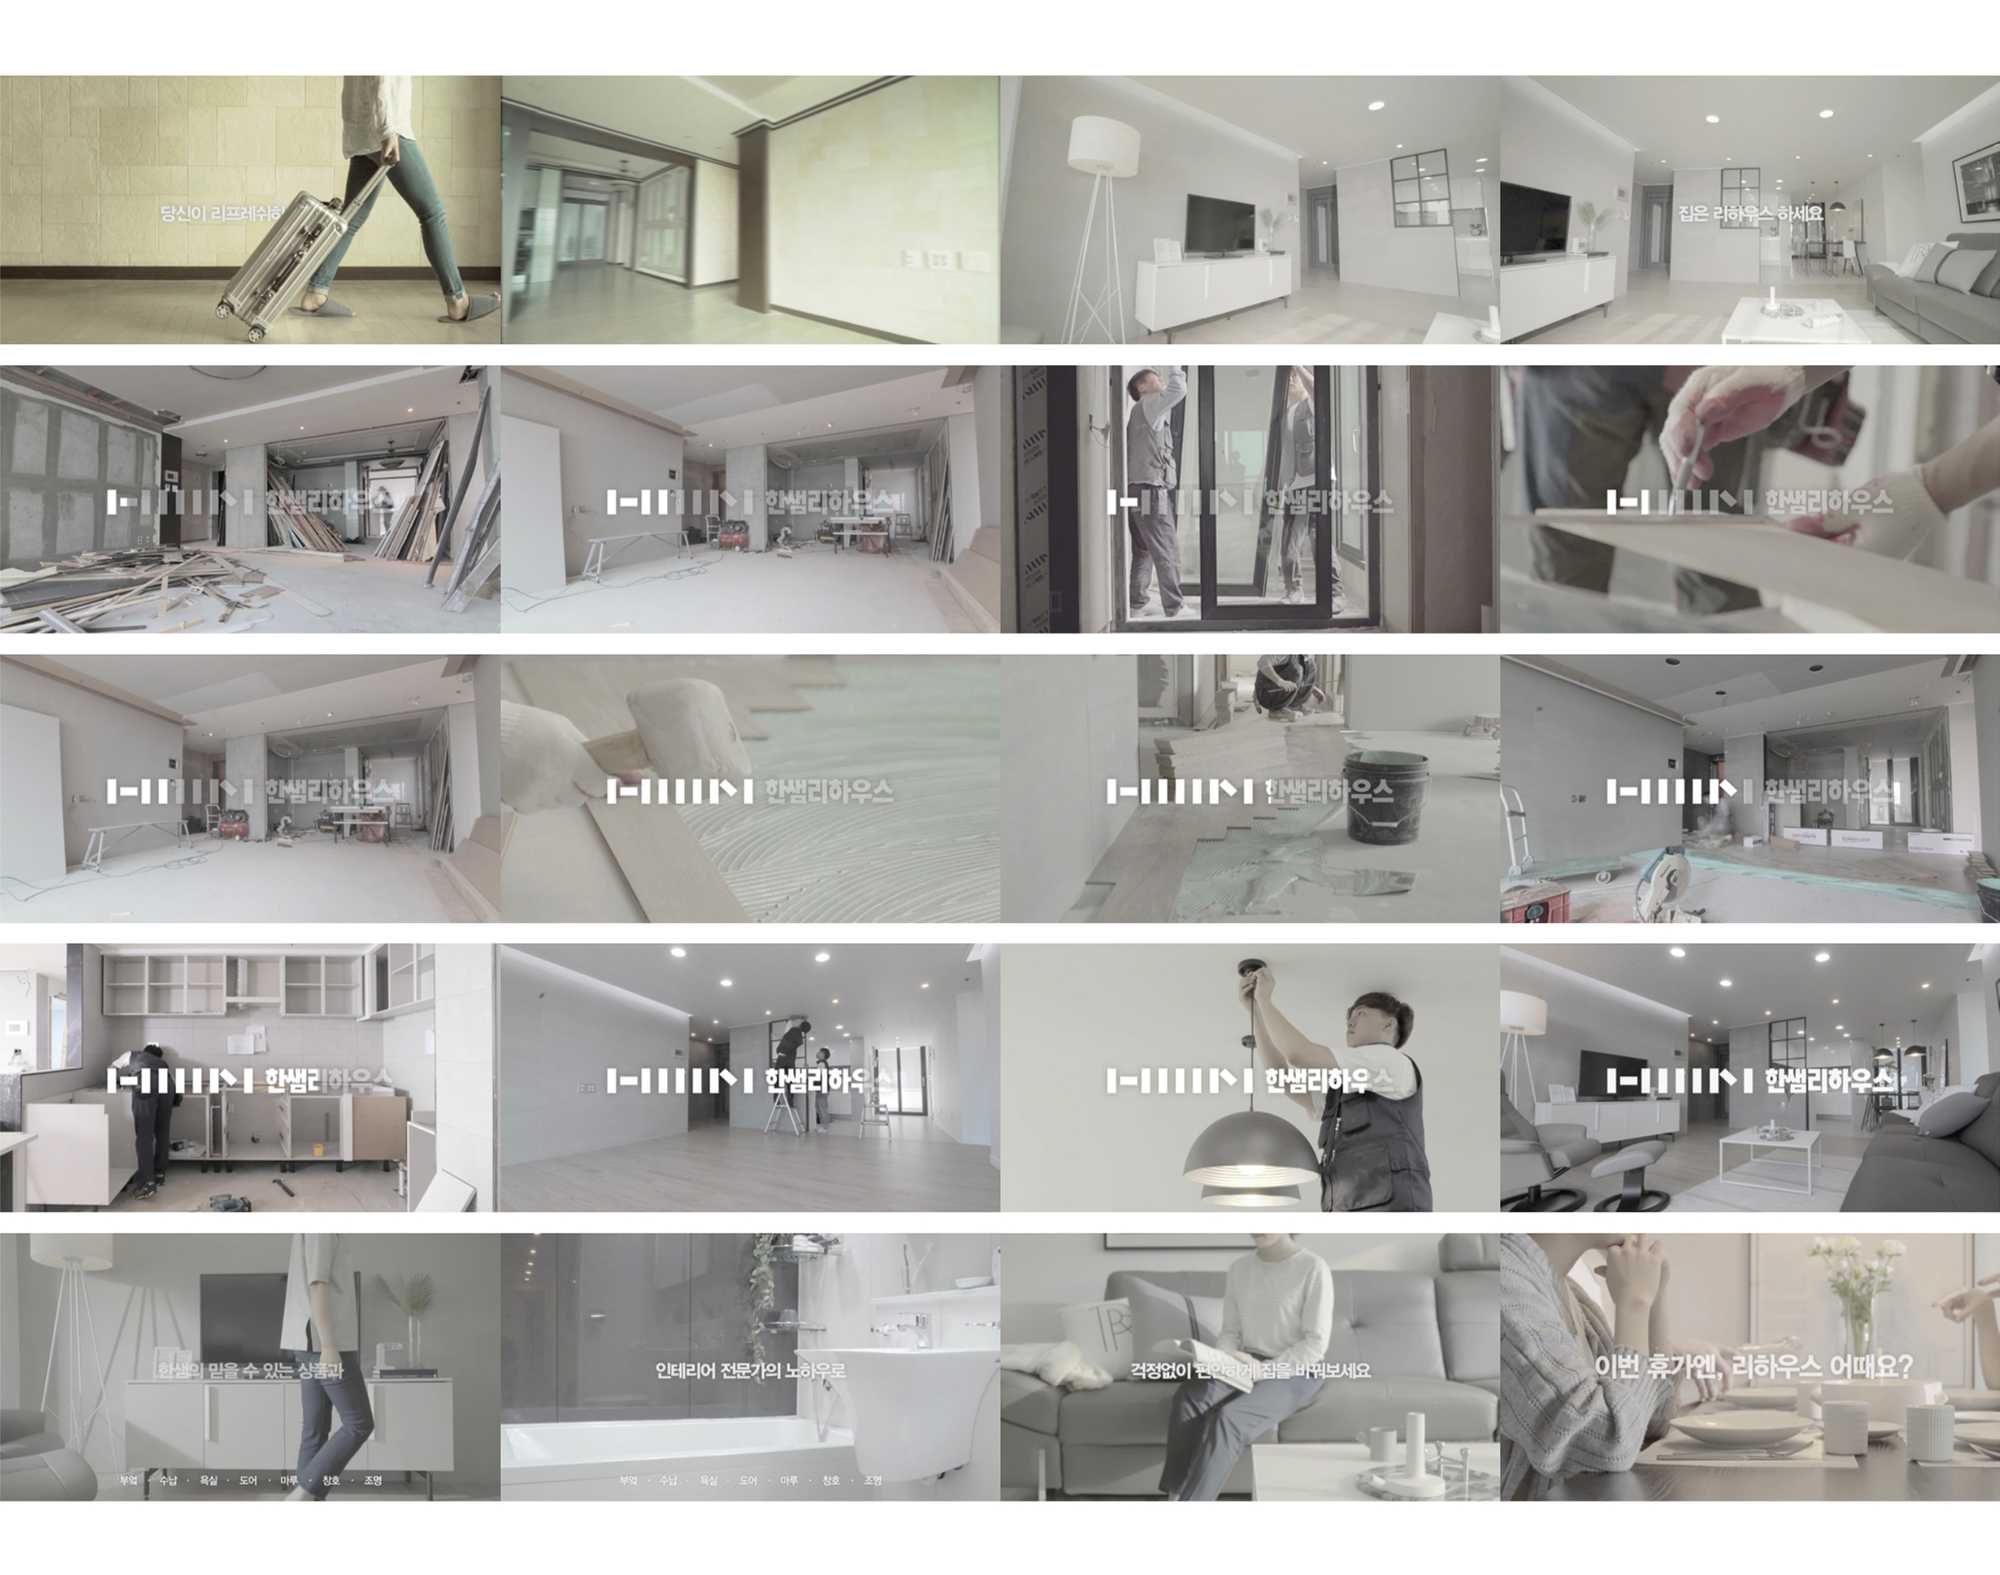 당신이 리프레쉬하
집은 리하우스 하세요
한샘리하우스
한샘리하우스
한샘리하우스
한샘리하우스
한샘리하우스
한샘리하우스
한샘리하우스
한샘리하우스
한샘리하우스
한샘리하우스
한샘리하우스
한샘리하우스
한샘의 믿을 수 있는 상품과
부엌 · 수납 · 욕실 · 도어 · 마루 · 창호 · 조명
인테리어 전문가의 노하우로
부엌 · 수납 · 욕실 · 도어 · 마루 · 창호 · 조명
걱정없이 편안하게 집을 바꿔보세요
이번 휴가엔, 리하우스 어때요?